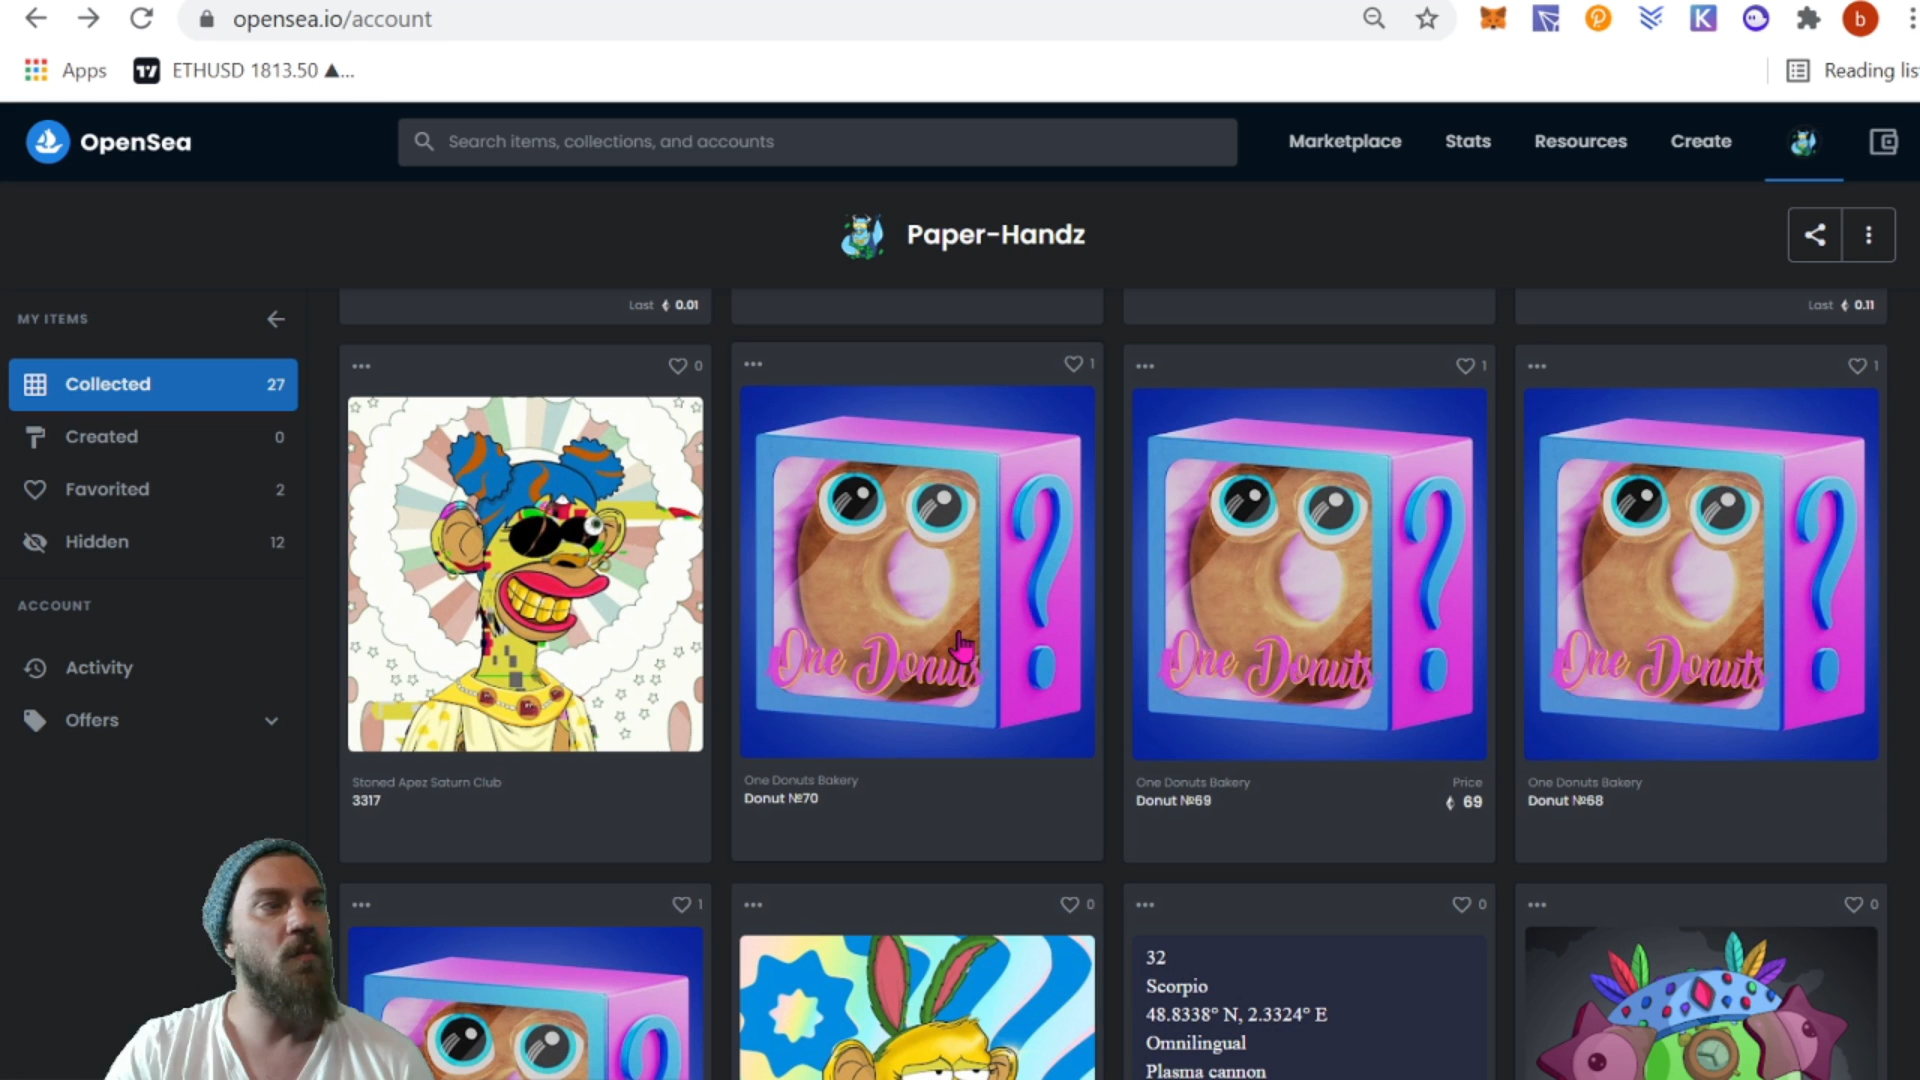 opensea.io/account
b
Apps
ETHUSD 1813.50 ▲...
Reading lis
OpenSea
Search items, collections, and accounts
Marketplace
Stats
Resources
Create
Paper-Handz
MY ITEMS
Collected 27
Created 0
Favorited 2
Hidden 12
ACCOUNT
Activity
Offers
Last 0.01
Last 0.11
0
Stoned Apez Saturn Club
3317
1
?
One Donuts
One Donuts Bakery
Donut №70
1
?
One Donuts
One Donuts Bakery
Donut №69
Price
69
1
?
One Donuts
One Donuts Bakery
Donut №68
1
0
0
32
Scorpio
48.8338° N, 2.3324° E
Omnilingual
Plasma cannon
0